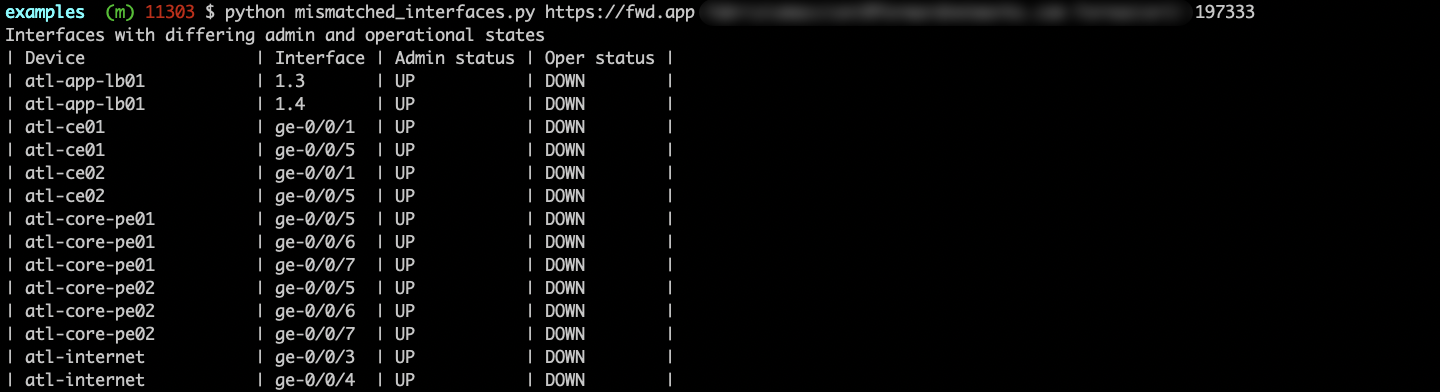 examples (m) 11303 $ python mismatched_interfaces.py https://fwd.app 197333
Interfaces with differing admin and operational states
| Device | Interface | Admin status | Oper status |
| atl-app-lb01 | 1.3 | UP | DOWN |
| atl-app-lb01 | 1.4 | UP | DOWN |
| atl-ce01 | ge-0/0/1 | UP | DOWN |
| atl-ce01 | ge-0/0/5 | UP | DOWN |
| atl-ce02 | ge-0/0/1 | UP | DOWN |
| atl-ce02 | ge-0/0/5 | UP | DOWN |
| atl-core-pe01 | ge-0/0/5 | UP | DOWN |
| atl-core-pe01 | ge-0/0/6 | UP | DOWN |
| atl-core-pe01 | ge-0/0/7 | UP | DOWN |
| atl-core-pe02 | ge-0/0/5 | UP | DOWN |
| atl-core-pe02 | ge-0/0/6 | UP | DOWN |
| atl-core-pe02 | ge-0/0/7 | UP | DOWN |
| atl-internet | ge-0/0/3 | UP | DOWN |
| atl-internet | ge-0/0/4 | UP | DOWN |